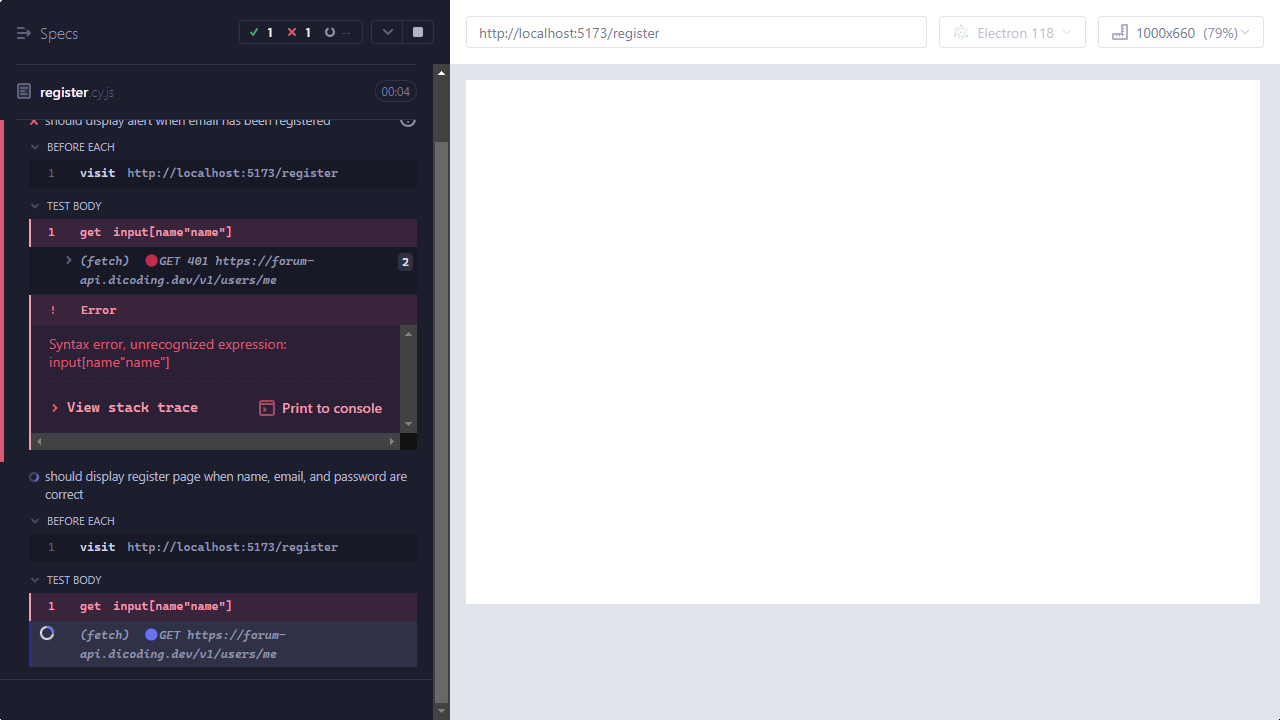 Specs
1
1
--
register.cy.js
00:04
should display alert when email has been registered
BEFORE EACH
1 visit http://localhost:5173/register
TEST BODY
1 get input[name"name"]
(fetch) GET 401 https://forum-
api.dicoding.dev/v1/users/me
2
! Error
Syntax error, unrecognized expression:
input[name"name"]
View stack trace
Print to console
should display register page when name, email, and password are
correct
BEFORE EACH
1 visit http://localhost:5173/register
TEST BODY
1 get input[name"name"]
(fetch) GET https://forum-
api.dicoding.dev/v1/users/me
http://localhost:5173/register
Electron 118
1000x660 (79%)